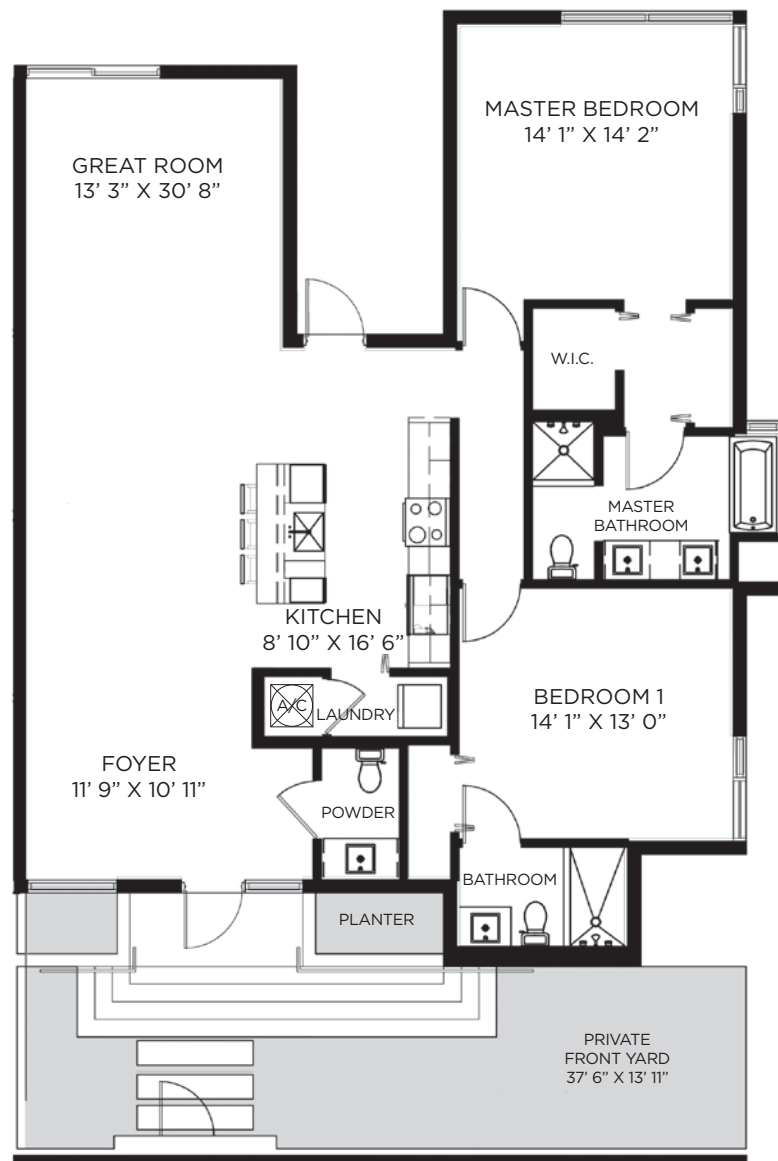 MASTER BEDROOM
14’ 1” X 14’ 2”
GREAT ROOM
13’ 3” X 30’ 8”
W.I.C.
MASTER
BATHROOM
KITCHEN
8’ 10” X 16’ 6”
A/C
LAUNDRY
BEDROOM 1
14’ 1” X 13’ 0”
FOYER
11’ 9” X 10’ 11”
POWDER
BATHROOM
PLANTER
PRIVATE
FRONT YARD
37’ 6” X 13’ 11”